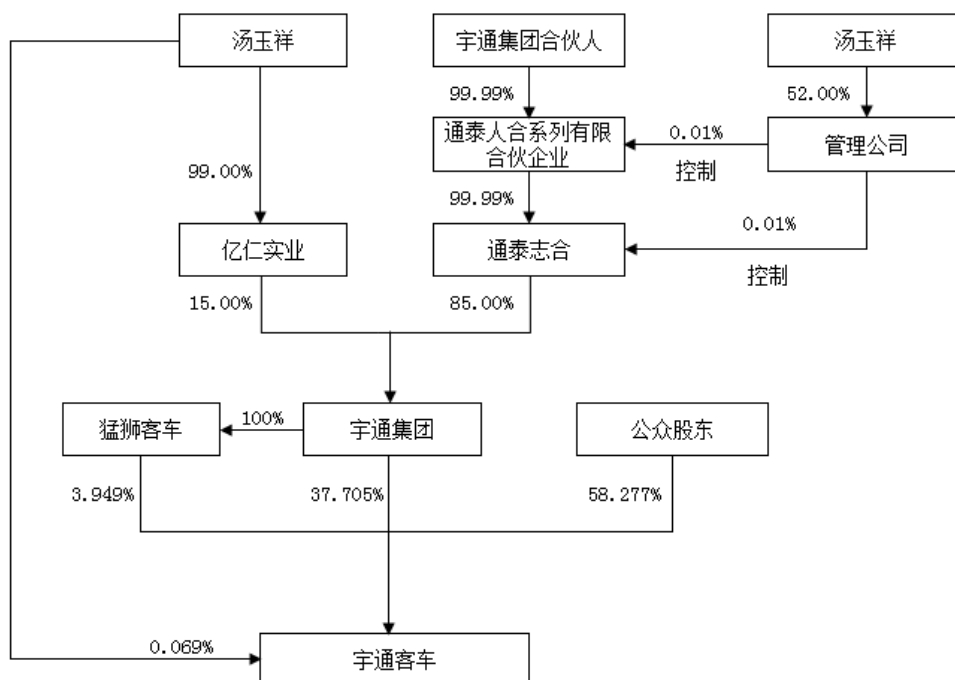 汤玉祥
宇通集团合伙人
汤玉祥
99.99%
52.00%
通泰人合系列有限
合伙企业
0.01%
管理公司
控制
99.00%
99.99%
0.01%
亿仁实业
通泰志合
控制
15.00%
85.00%
猛狮客车
100%
宇通集团
公众股东
3.949%
37.705%
58.277%
0.069%
宇通客车